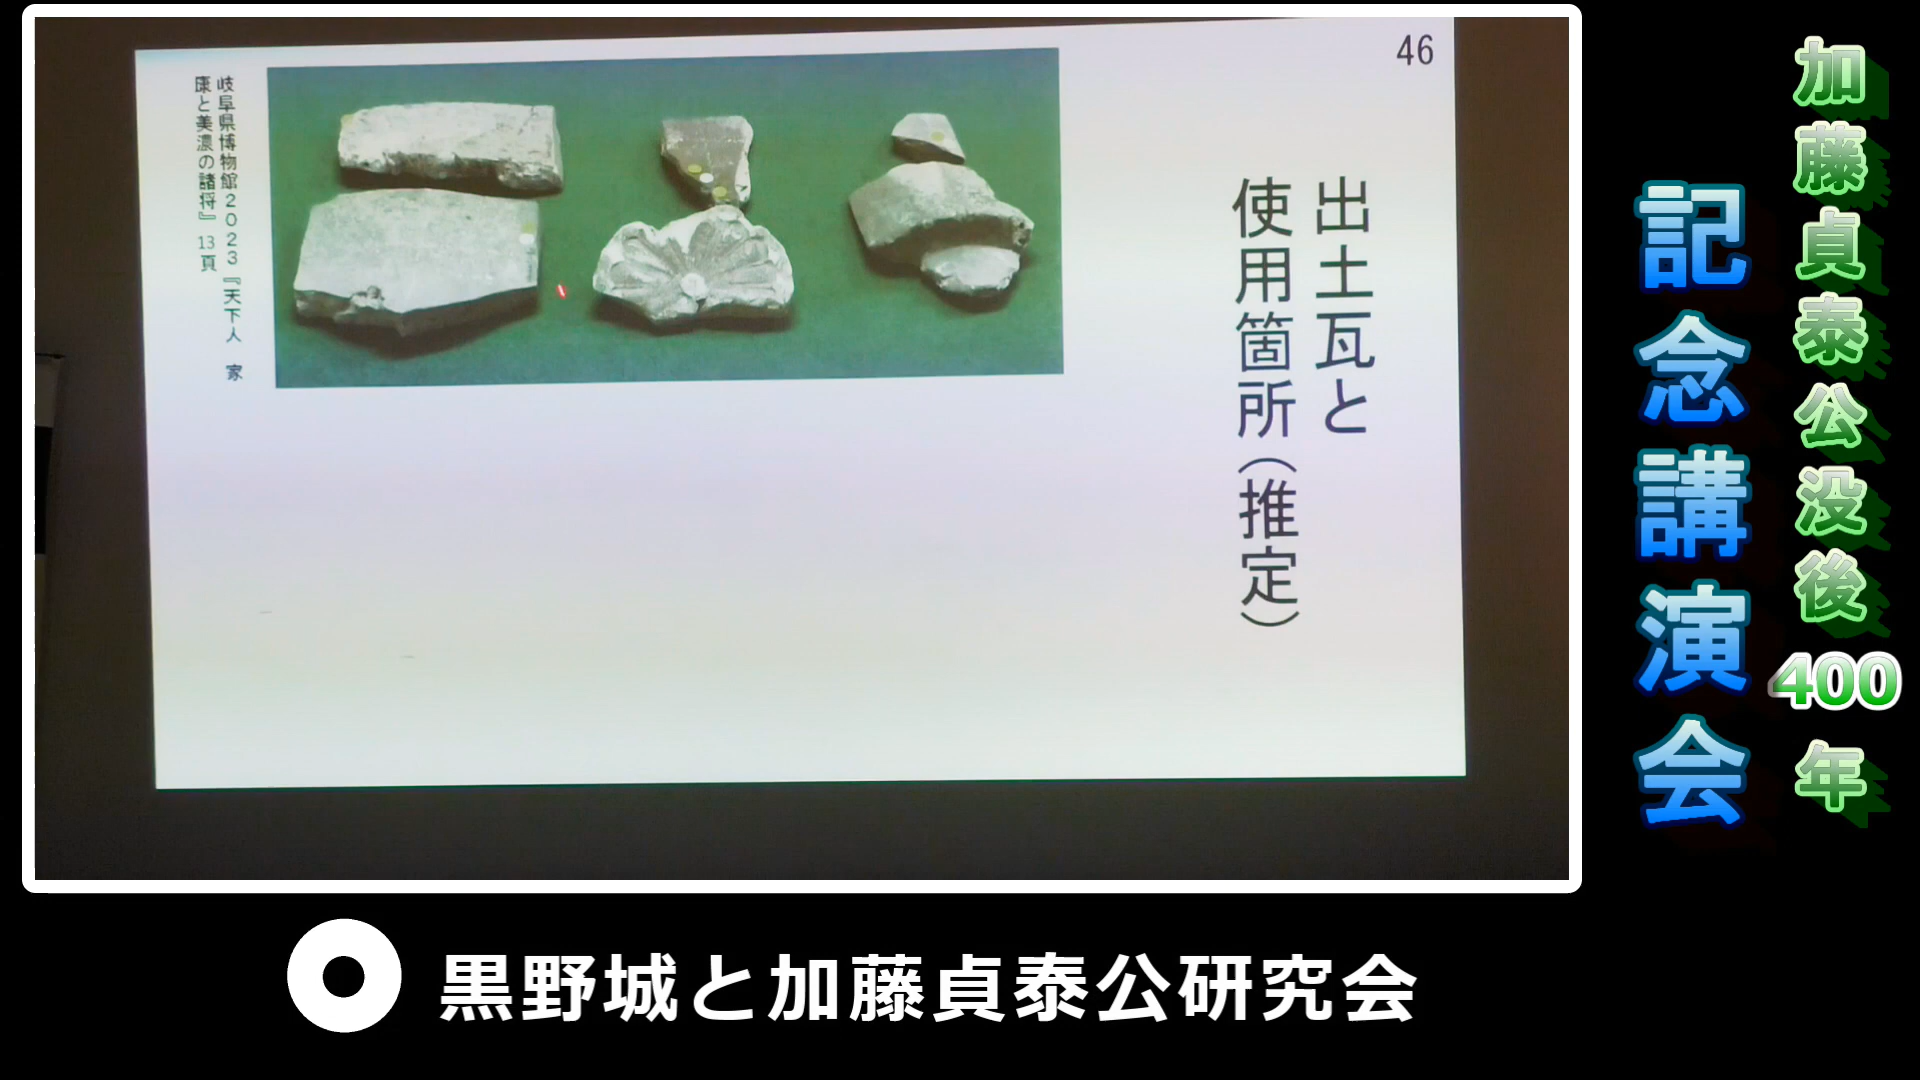 加藤貞泰公没後400年
記念講演会
46
出土瓦と
使用箇所（推定）
岐阜県博物館2023『天下人　家
康と美濃の諸将』13頁
黒野城と加藤貞泰公研究会